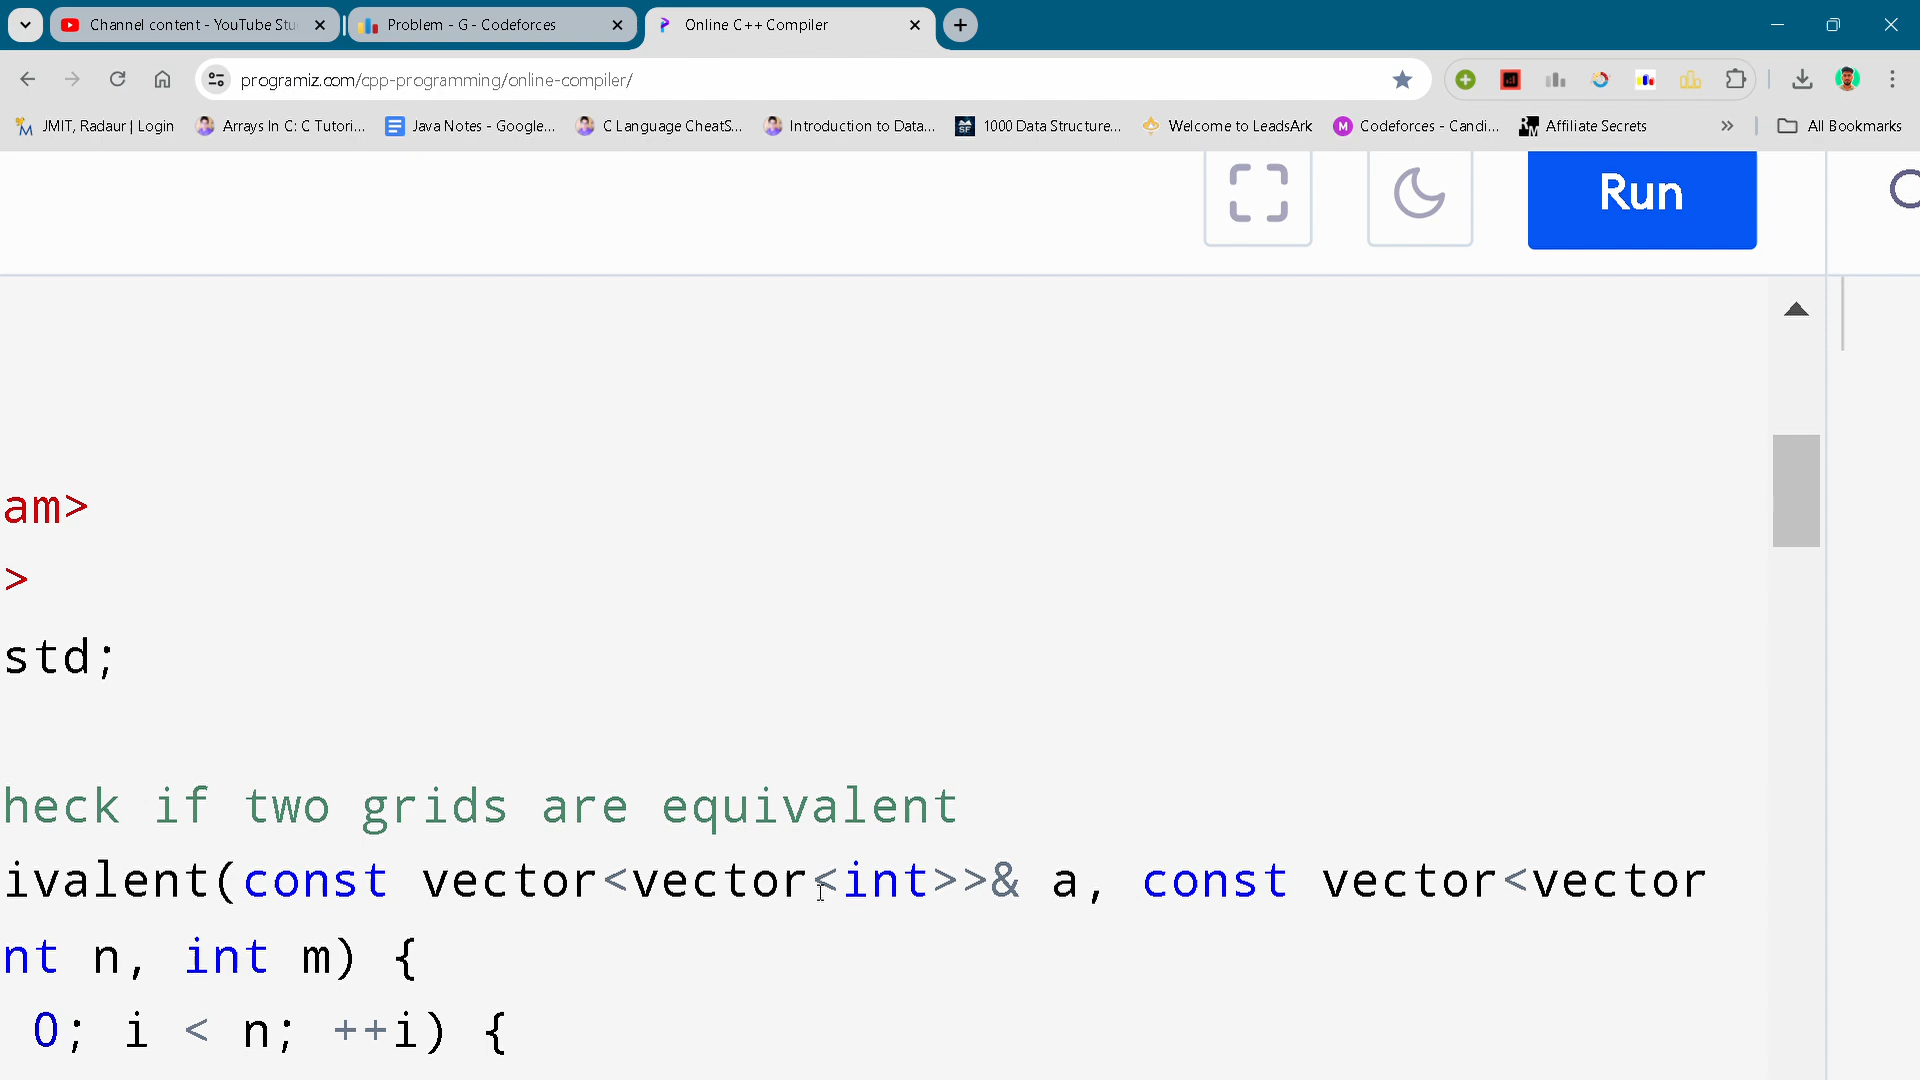 Channel content - YouTube Stu
Problem - G - Codeforces
Online C++ Compiler
programiz.com/cpp-programming/online-compiler/
JMIT, Radaur | Login
Arrays In C: C Tutori...
Java Notes - Google...
C Language CheatS...
Introduction to Data...
1000 Data Structure...
Welcome to LeadsArk
Codeforces - Candi...
Affiliate Secrets
All Bookmarks
Run
am>
>
std;
heck if two grids are equivalent
ivalent(const vector<vector<int>>& a, const vector<vector
nt n, int m) {
0; i < n; ++i) {